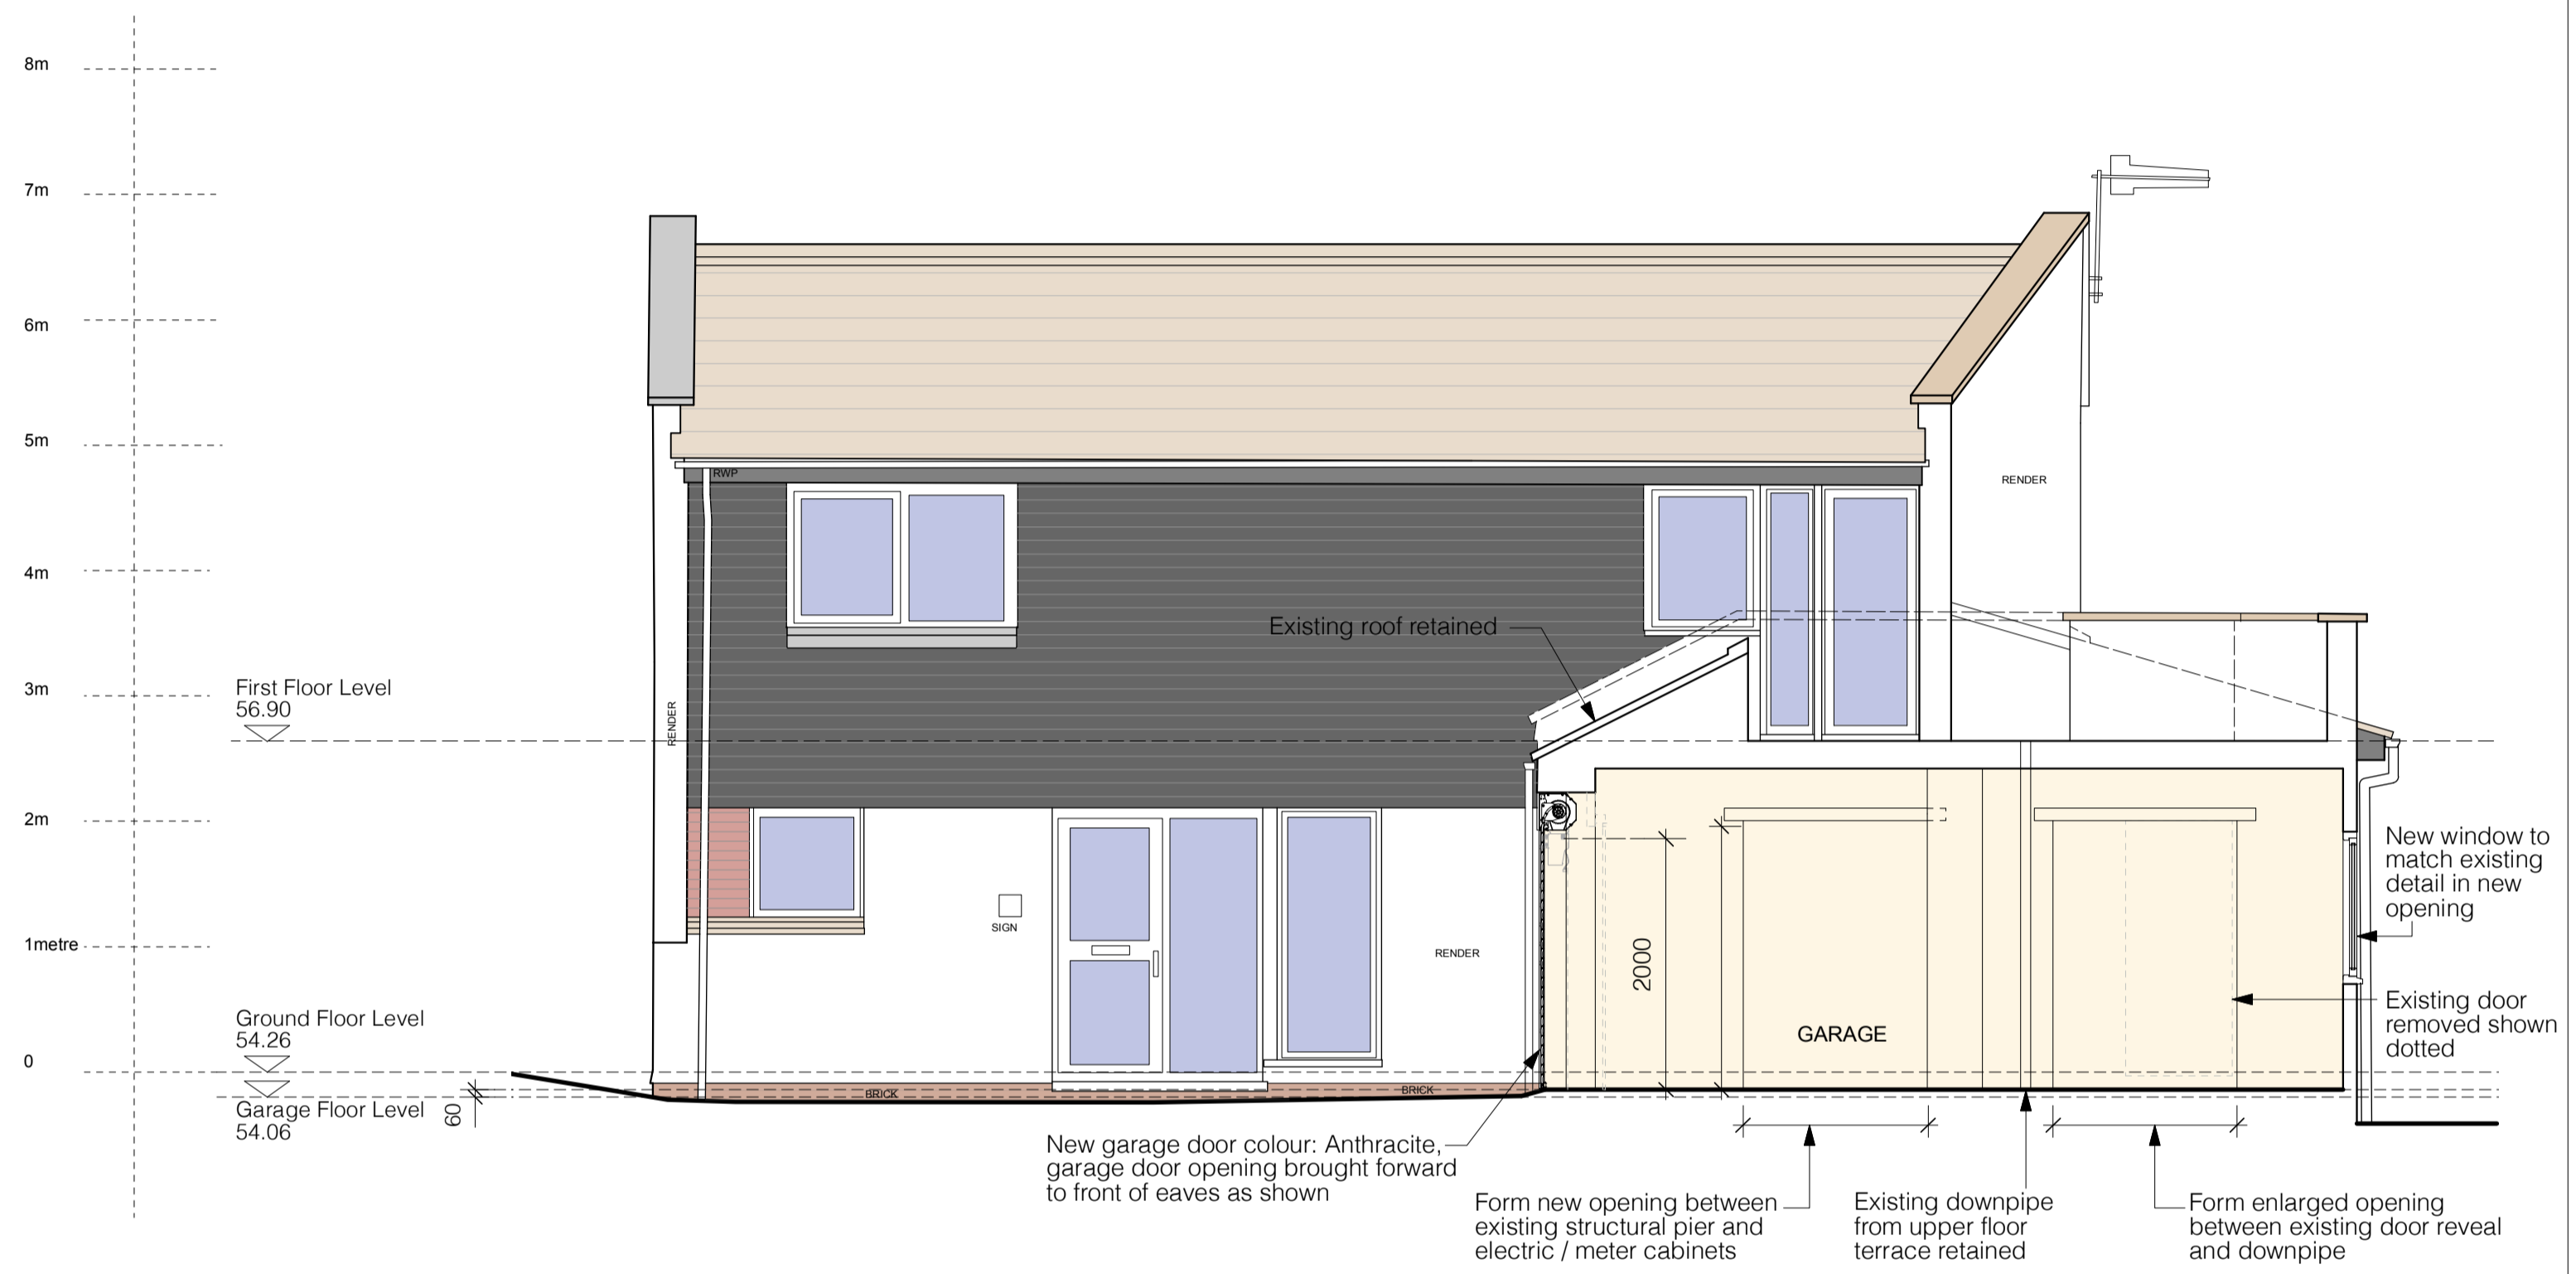 8m
7m
6m
5m
4m
3m
2m
1metre
0
First Floor Level
56.90
Ground Floor Level
54.26
Garage Floor Level
54.06
60
RWP
RENDER
RENDER
Existing roof retained
SIGN
RENDER
BRICK
BRICK
2000
GARAGE
New window to
match existing
detail in new
opening
Existing door
removed shown
dotted
New garage door colour: Anthracite,
garage door opening brought forward
to front of eaves as shown
Form new opening between
existing structural pier and
electric / meter cabinets
Existing downpipe
from upper floor
terrace retained
Form enlarged opening
between existing door reveal
and downpipe